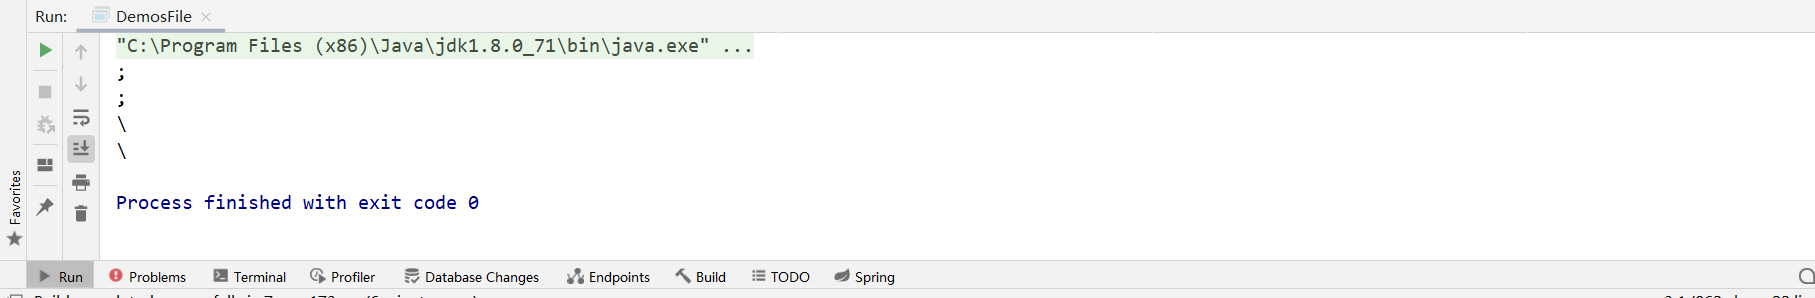 Run: DemosFile
"C:\Program Files (x86)\Java\jdk1.8.0_71\bin\java.exe" ...
;
;
\
\
Process finished with exit code 0
Favorites
Run Problems Terminal Profiler Database Changes Endpoints Build TODO Spring